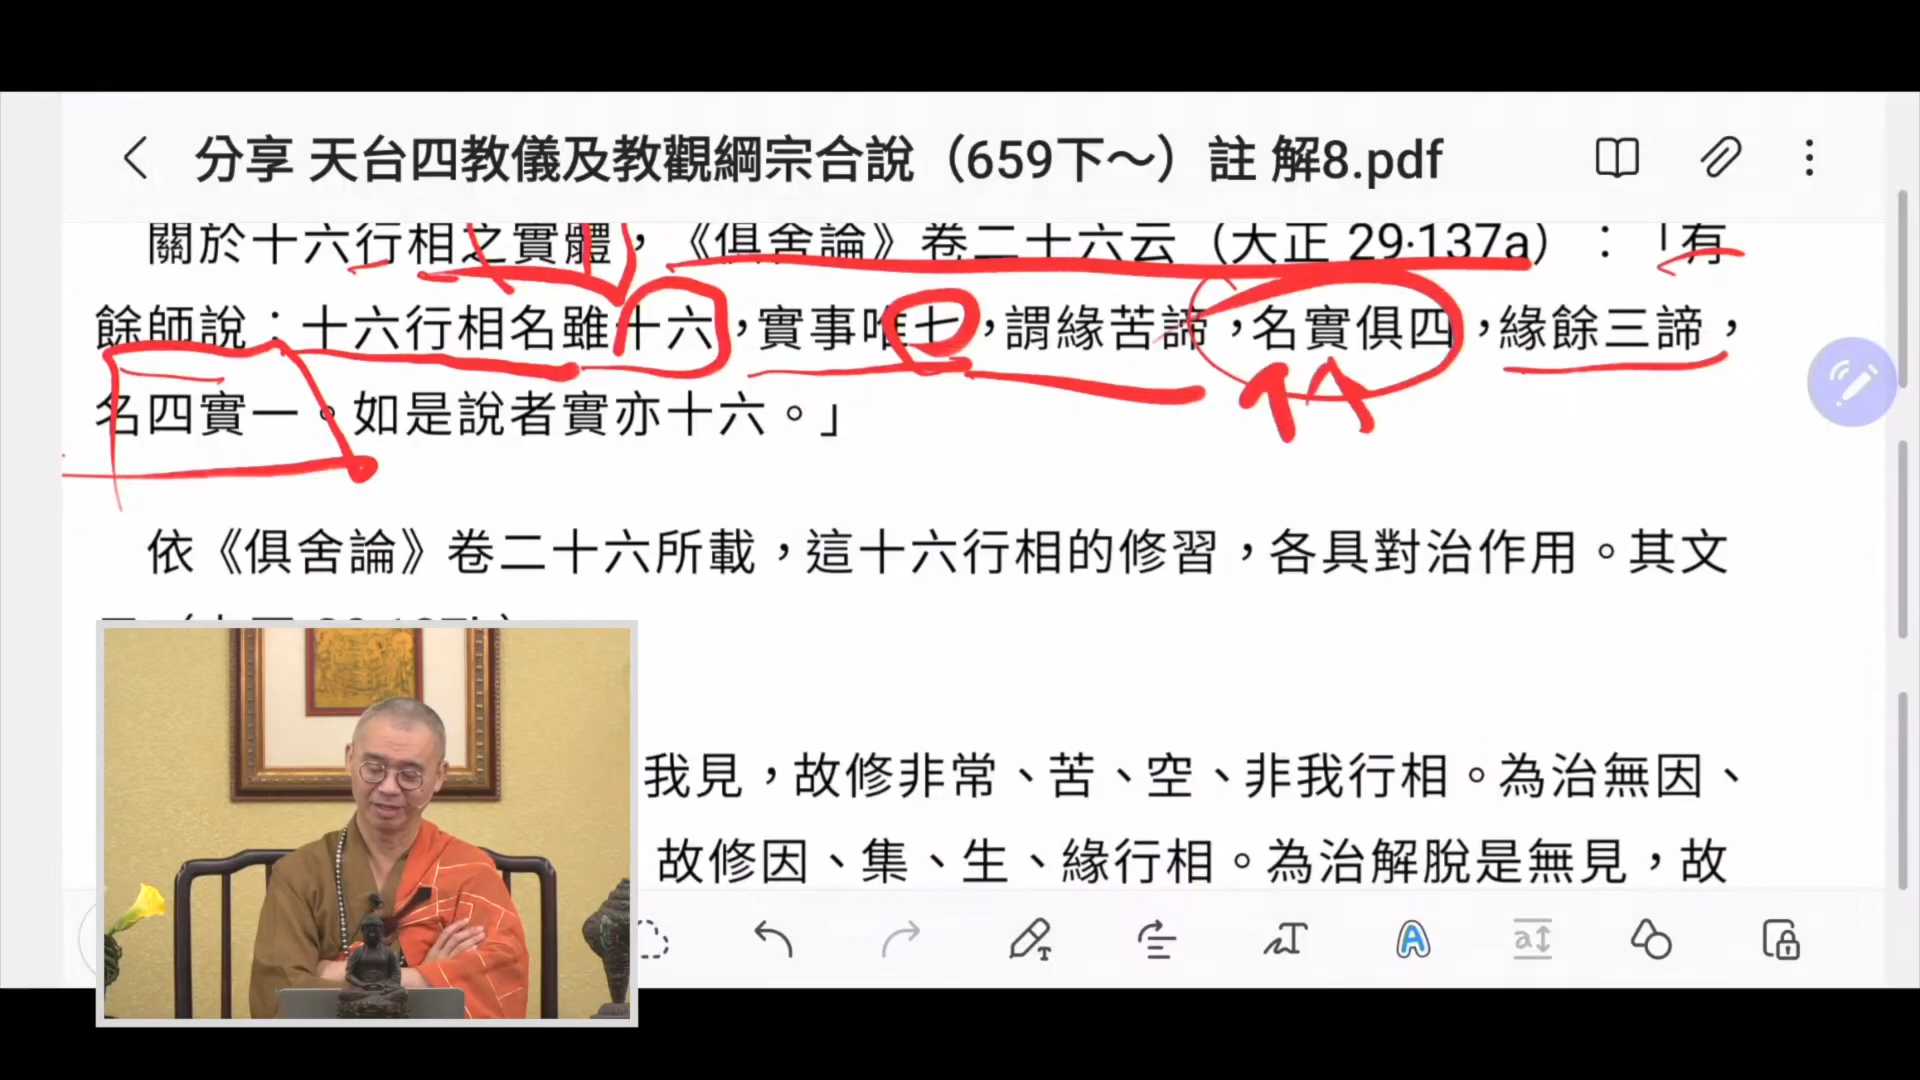 分享 天台四教儀及教觀綱宗合說（659下～）註 解8.pdf
關於十六行相之實體，《俱舍論》卷二十六云（大正 29·137a）：「有
餘師說：十六行相名雖十六，實事唯七，謂緣苦諦，名實俱四，緣餘三諦，
名四實一。如是說者實亦十六。」
依《俱舍論》卷二十六所載，這十六行相的修習，各具對治作用。其文
我見，故修非常、苦、空、非我行相。為治無因、
故修因、集、生、緣行相。為治解脫是無見，故